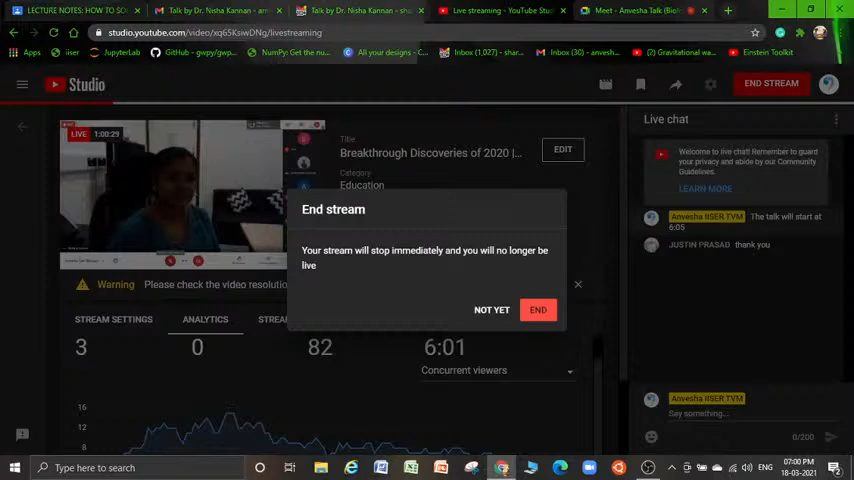 LECTURE NOTES: HOW TO SO
Talk by Dr. Nisha Kannan - 
Talk by Dr. Nisha Kannan - sha
Live streaming - YouTube Studio
Meet - Anvesha Talk (Biolo
studio.youtube.com/video/xq65KsiwDNg/livestreaming
Apps
iiser
JupyterLab
GitHub - gwpy/gwp...
NumPy: Get the nu...
All your designs - C...
Inbox (1,027) - shar...
Inbox (30) - anvesh...
(2) Gravitational wa...
Einstein Toolkit
Studio
END STREAM
LIVE 1:00:29
Title
Breakthrough Discoveries of 2020 |...
EDIT
Category
Education
Live chat
Welcome to live chat! Remember to guard
your privacy and abide by our Community
Guidelines.
LEARN MORE
Anvesha IISER TVM The talk will start at
6:05
JUSTIN PRASAD thank you
End stream
Your stream will stop immediately and you will no longer be
live
NOT YET
END
Warning Please check the video resolutio
STREAM SETTINGS
ANALYTICS
STREA
3
0
82
6:01
Concurrent viewers
16
12
8
Anvesha IISER TVM
Say something...
0/200
Type here to search
ENG
07:00 PM
18-03-2021
2